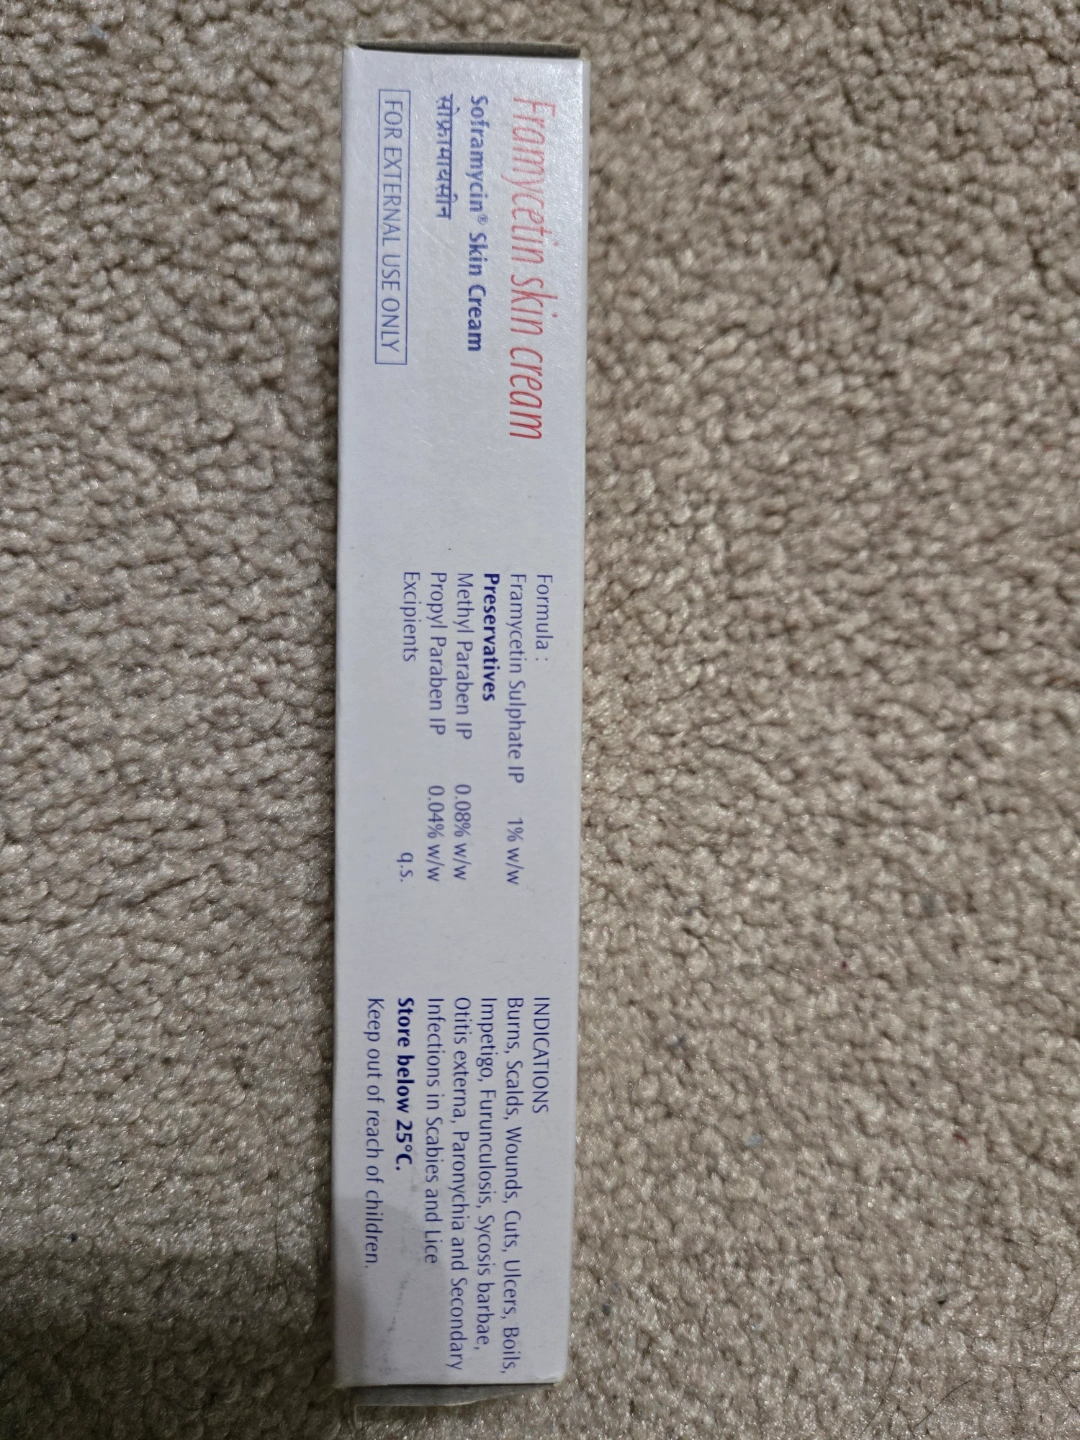 Framycetin skin cream
Soframycin® Skin Cream
सोफ्रामायसीन
FOR EXTERNAL USE ONLY
Formula :
Framycetin Sulphate IP 1% w/w
Preservatives
Methyl Paraben IP 0.08% w/w
Propyl Paraben IP 0.04% w/w
Excipients q.s.
INDICATIONS
Burns, Scalds, Wounds, Cuts, Ulcers, Boils,
Impetigo, Furunculosis, Sycosis barbae,
Otitis externa, Paronychia and Secondary
Infections in Scabies and Lice
Store below 25°C.
Keep out of reach of children.